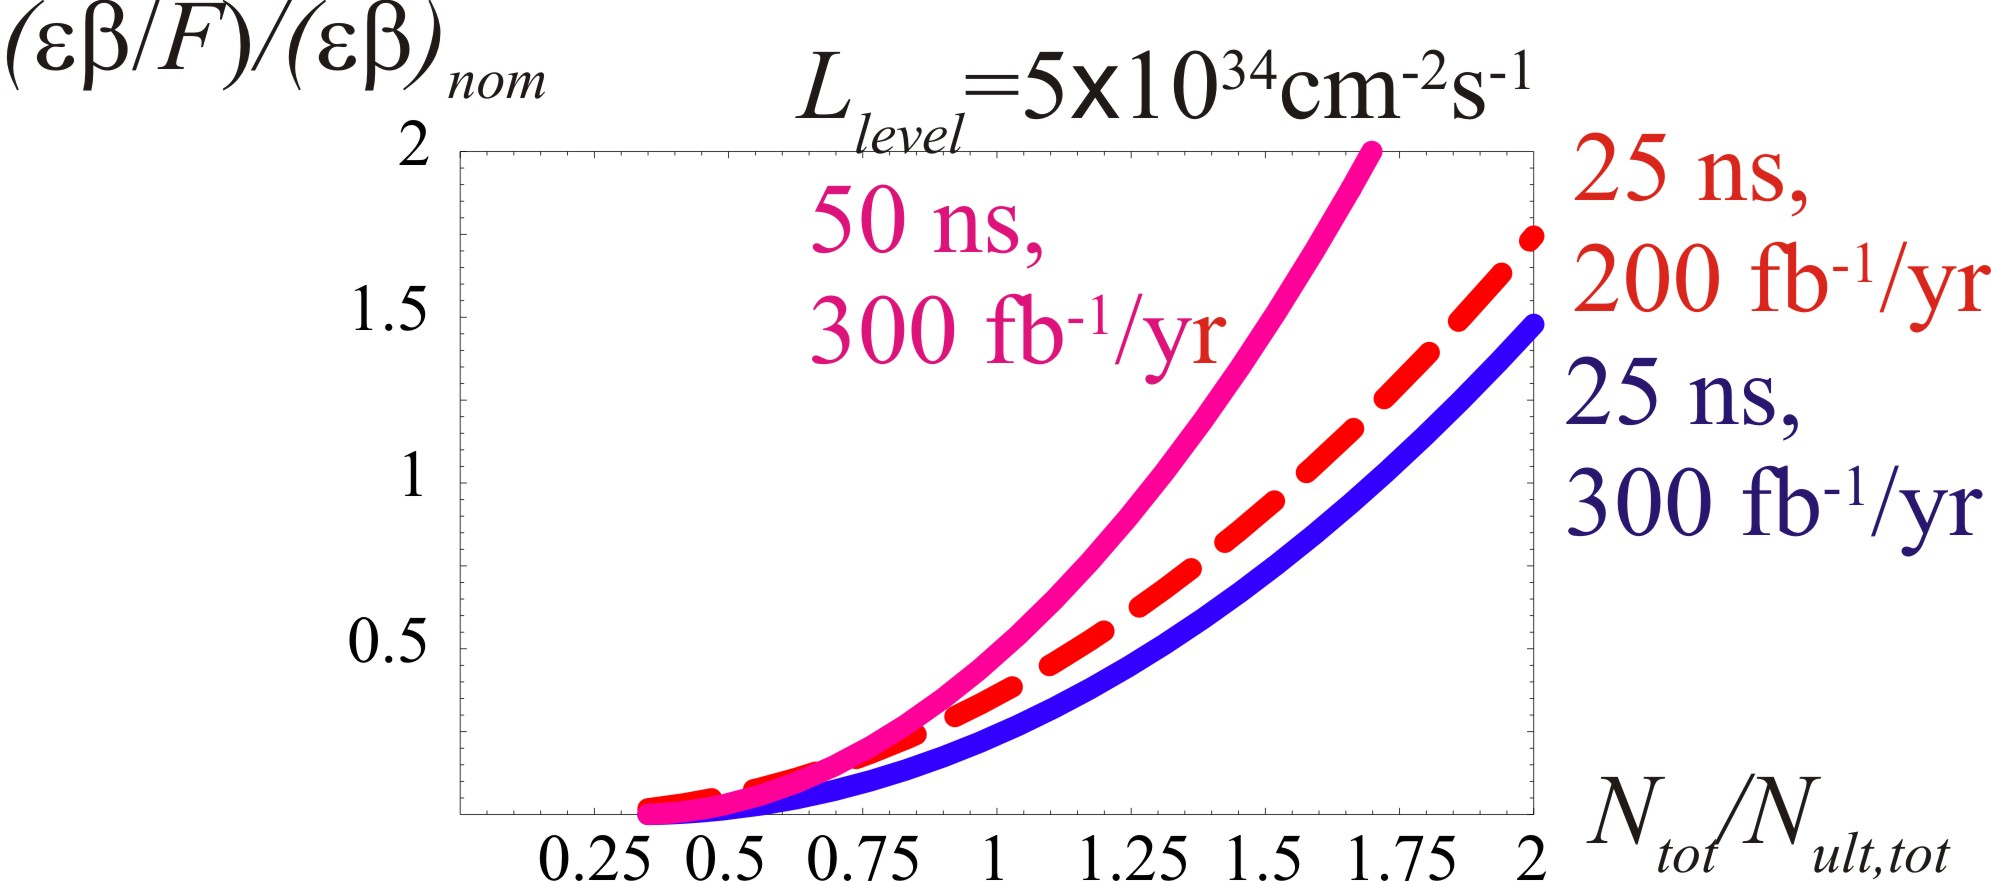 (εβ/F)/(εβ)nom
Llevel=5x10³⁴cm⁻²s⁻¹
2
1.5
1
0.5
50 ns,
300 fb⁻¹/yr
25 ns,
200 fb⁻¹/yr
25 ns,
300 fb⁻¹/yr
0.25 0.5 0.75 1 1.25 1.5 1.75 2
Ntot/Nult,tot